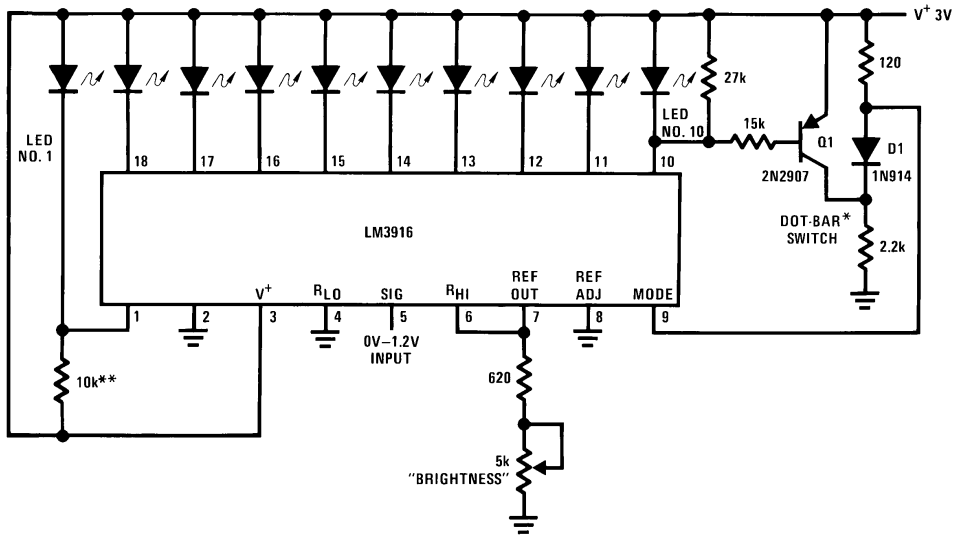 V+ 3V
120
27k
LED
NO. 1
LED
NO. 10
15k
Q1
2N2907
D1
1N914
18
17
16
15
14
13
12
11
10
LM3916
DOT-BAR*
SWITCH
2.2k
V+
RLO
SIG
RHI
REF
OUT
REF
ADJ
MODE
1
2
3
4
5
6
7
8
9
0V–1.2V
INPUT
10k**
620
5k
"BRIGHTNESS"